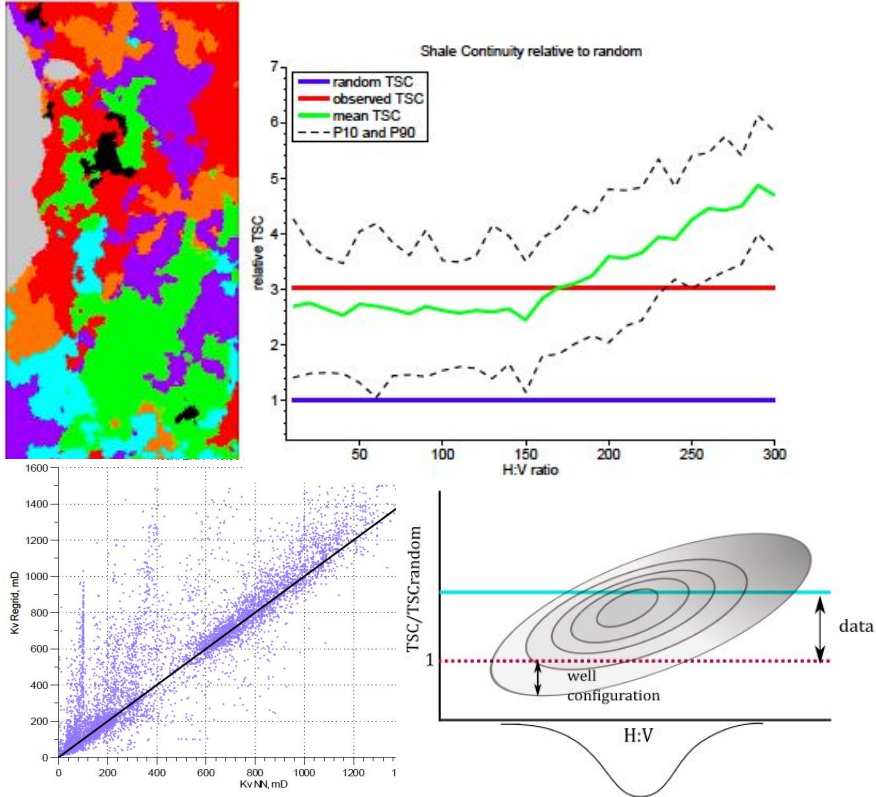 Shale Continuity relative to random
7
6
5
4
3
2
1
relative TSC
random TSC
observed TSC
mean TSC
P10 and P90
50 100 150 200 250 300
H:V ratio
1600
1400
1200
1000
800
600
400
200
0
Kv Regrid, mD
0 200 400 600 800 1000 1200 1
Kv NN, mD
TSC/TSCrandom
1
data
well
configuration
H:V